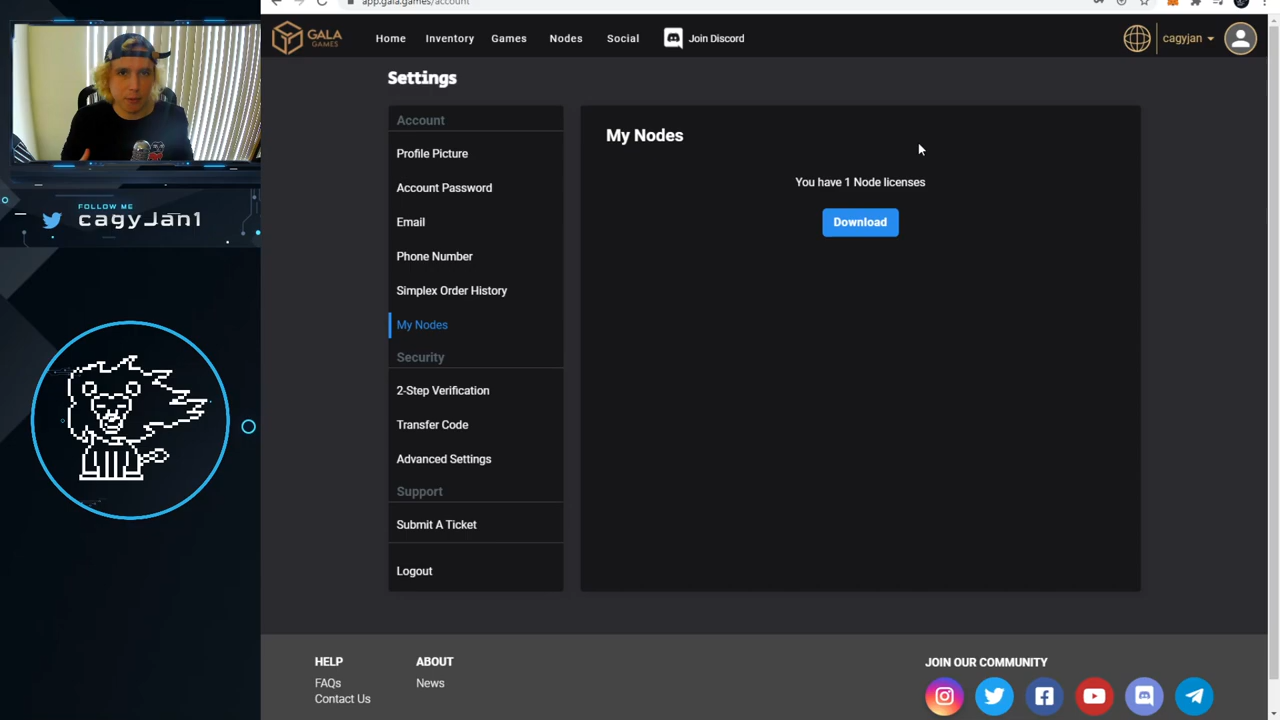 app.gala.games/account
GALA
GAMES
Home
Inventory
Games
Nodes
Social
Join Discord
cagyjan
Settings
Account
Profile Picture
Account Password
Email
Phone Number
Simplex Order History
My Nodes
Security
2-Step Verification
Transfer Code
Advanced Settings
Support
Submit A Ticket
Logout
My Nodes
You have 1 Node licenses
Download
FOLLOW ME
cagyJan1
HELP
FAQs
Contact Us
ABOUT
News
JOIN OUR COMMUNITY